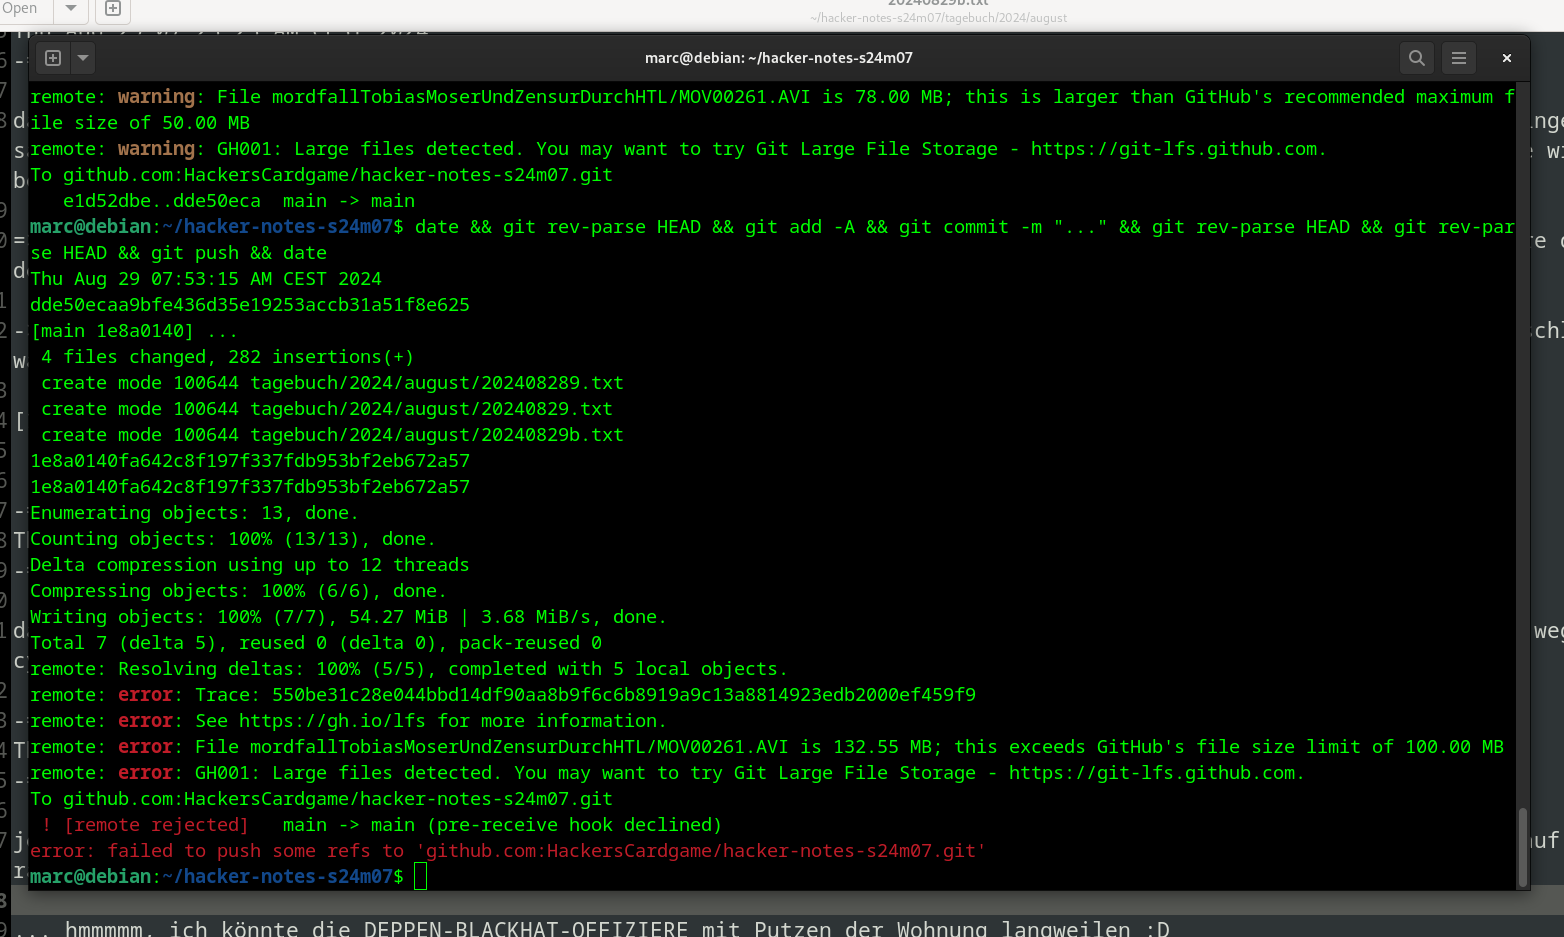 Open
~/hacker-notes-s24m07/tagebuch/2024/august
marc@debian: ~/hacker-notes-s24m07
remote: warning: File mordfallTobiasMoserUndZensurDurchHTL/MOV00261.AVI is 78.00 MB; this is larger than GitHub's recommended maximum f
ile size of 50.00 MB
remote: warning: GH001: Large files detected. You may want to try Git Large File Storage - https://git-lfs.github.com.
To github.com:HackersCardgame/hacker-notes-s24m07.git
e1d52dbe..dde50eca  main -> main
marc@debian:~/hacker-notes-s24m07$ date && git rev-parse HEAD && git add -A && git commit -m "..." && git rev-parse HEAD && git rev-par
se HEAD && git push && date
Thu Aug 29 07:53:15 AM CEST 2024
dde50ecaa9bfe436d35e19253accb31a51f8e625
[main 1e8a0140] ...
4 files changed, 282 insertions(+)
create mode 100644 tagebuch/2024/august/202408289.txt
create mode 100644 tagebuch/2024/august/20240829.txt
create mode 100644 tagebuch/2024/august/20240829b.txt
1e8a0140fa642c8f197f337fdb953bf2eb672a57
1e8a0140fa642c8f197f337fdb953bf2eb672a57
Enumerating objects: 13, done.
Counting objects: 100% (13/13), done.
Delta compression using up to 12 threads
Compressing objects: 100% (6/6), done.
Writing objects: 100% (7/7), 54.27 MiB | 3.68 MiB/s, done.
Total 7 (delta 5), reused 0 (delta 0), pack-reused 0
remote: Resolving deltas: 100% (5/5), completed with 5 local objects.
remote: error: Trace: 550be31c28e044bbd14df90aa8b9f6c6b8919a9c13a8814923edb2000ef459f9
remote: error: See https://gh.io/lfs for more information.
remote: error: File mordfallTobiasMoserUndZensurDurchHTL/MOV00261.AVI is 132.55 MB; this exceeds GitHub's file size limit of 100.00 MB
remote: error: GH001: Large files detected. You may want to try Git Large File Storage - https://git-lfs.github.com.
To github.com:HackersCardgame/hacker-notes-s24m07.git
! [remote rejected]   main -> main (pre-receive hook declined)
error: failed to push some refs to 'github.com:HackersCardgame/hacker-notes-s24m07.git'
marc@debian:~/hacker-notes-s24m07$
... hmmmmm, ich könnte die DEPPEN-BLACKHAT-OFFIZIERE mit Putzen der Wohnung langweilen :D